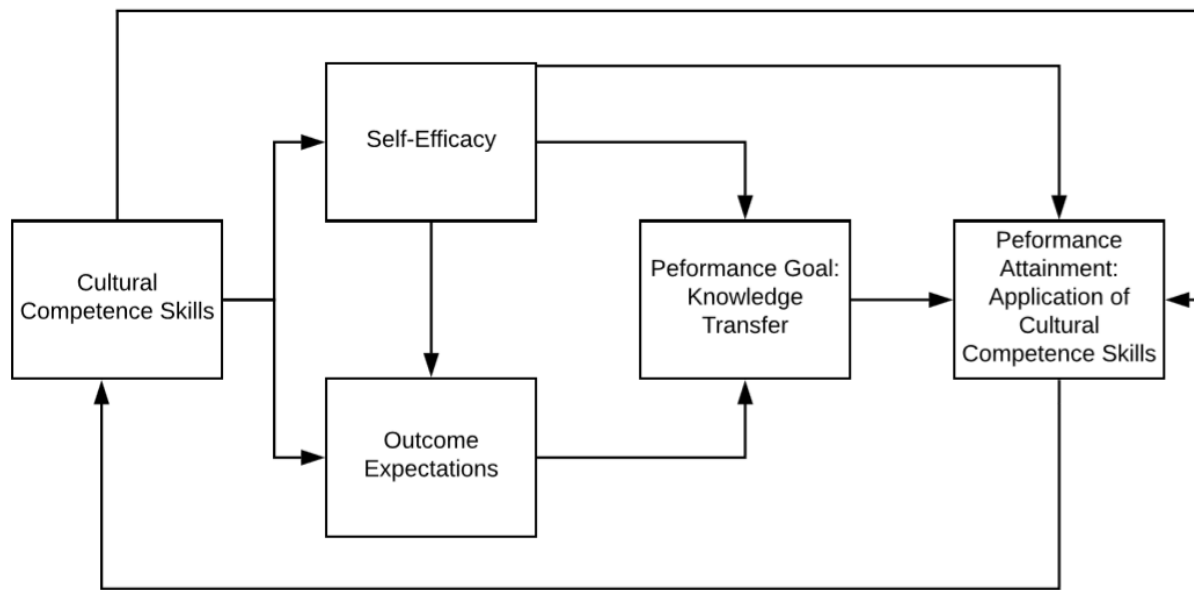 Self-Efficacy
Cultural
Competence Skills
Peformance Goal:
Knowledge
Transfer
Peformance
Attainment:
Application of
Cultural
Competence Skills
Outcome
Expectations